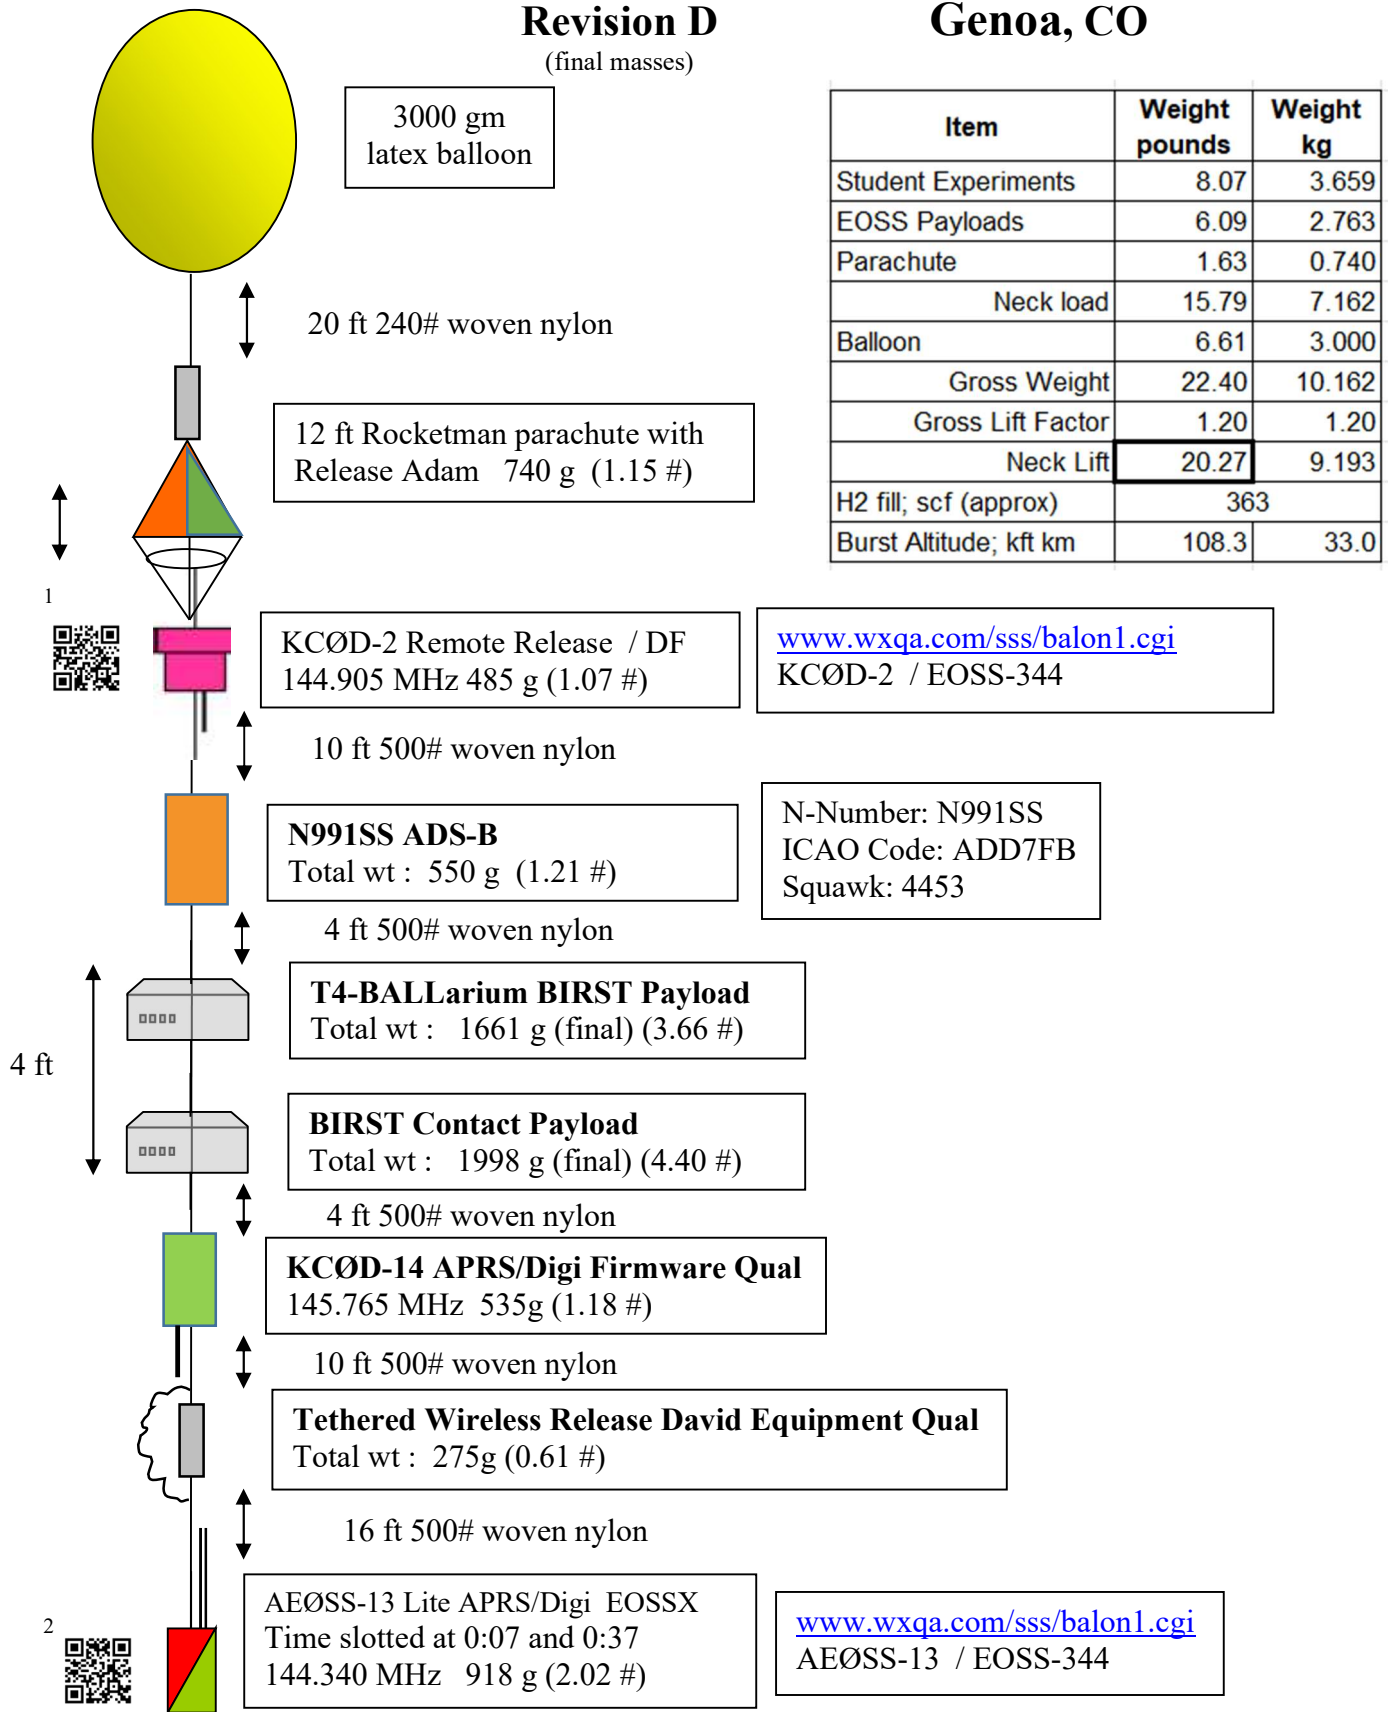 Revision D
(final masses)
Genoa, CO
3000 gm
latex balloon
Item Weight pounds Weight kg
Student Experiments 8.07 3.659
EOSS Payloads 6.09 2.763
Parachute 1.63 0.740
Neck load 15.79 7.162
Balloon 6.61 3.000
Gross Weight 22.40 10.162
Gross Lift Factor 1.20 1.20
Neck Lift 20.27 9.193
H2 fill; scf (approx) 363
Burst Altitude; kft km 108.3 33.0
20 ft 240# woven nylon
12 ft Rocketman parachute with
Release Adam 740 g (1.15 #)
1
KCØD-2 Remote Release / DF
144.905 MHz 485 g (1.07 #)
www.wxqa.com/sss/balon1.cgi
KCØD-2 / EOSS-344
10 ft 500# woven nylon
N991SS ADS-B
Total wt : 550 g (1.21 #)
N-Number: N991SS
ICAO Code: ADD7FB
Squawk: 4453
4 ft 500# woven nylon
T4-BALLarium BIRST Payload
Total wt : 1661 g (final) (3.66 #)
4 ft
BIRST Contact Payload
Total wt : 1998 g (final) (4.40 #)
4 ft 500# woven nylon
KCØD-14 APRS/Digi Firmware Qual
145.765 MHz 535g (1.18 #)
10 ft 500# woven nylon
Tethered Wireless Release David Equipment Qual
Total wt : 275g (0.61 #)
16 ft 500# woven nylon
2
AEØSS-13 Lite APRS/Digi EOSSX
Time slotted at 0:07 and 0:37
144.340 MHz 918 g (2.02 #)
www.wxqa.com/sss/balon1.cgi
AEØSS-13 / EOSS-344